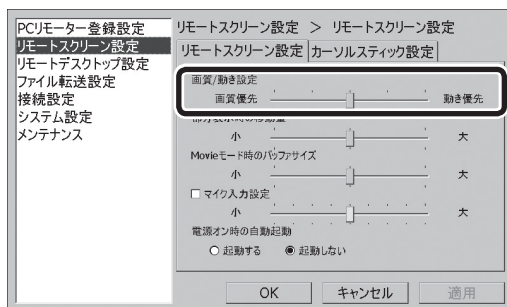 PCリモーター登録設定
リモートスクリーン設定
リモートデスクトップ設定
ファイル転送設定
接続設定
システム設定
メンテナンス
リモートスクリーン設定 ＞ リモートスクリーン設定
リモートスクリーン設定 カーソルスティック設定
画質/動き設定
画質優先 動き優先
部分表示時の移動量
小 大
Movieモード時のバッファサイズ
小 大
マイク入力設定
小 大
電源オン時の自動起動
起動する 起動しない
OK キャンセル 適用